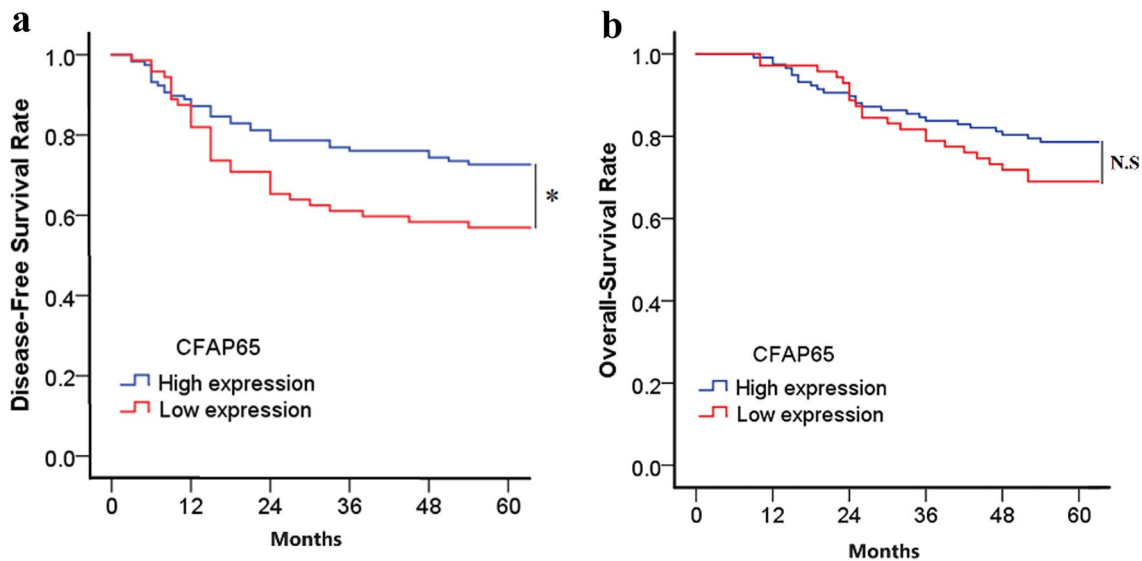 a
Disease-Free Survival Rate
1.0
0.8
0.6
0.4
0.2
0.0
*
CFAP65
High expression
Low expression
0 12 24 36 48 60
Months
b
Overall-Survival Rate
1.0
0.8
0.6
0.4
0.2
0.0
N.S
CFAP65
High expression
Low expression
0 12 24 36 48 60
Months